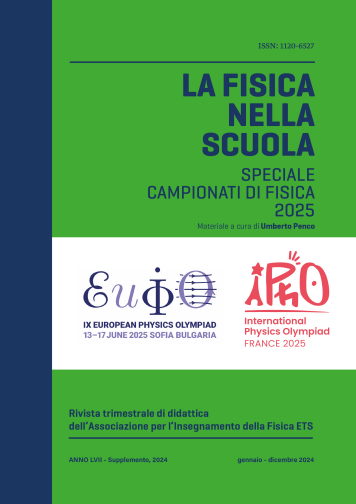 ISSN: 1120-6527
LA FISICA
NELLA
SCUOLA
SPECIALE
CAMPIONATI DI FISICA
2025
Materiale a cura di Umberto Penco
EuΦO
IX EUROPEAN PHYSICS OLYMPIAD
13–17 JUNE 2025 SOFIA BULGARIA
IPhO
International
Physics Olympiad
FRANCE 2025
Rivista trimestrale di didattica
dell'Associazione per l'Insegnamento della Fisica ETS
ANNO LVII - Supplemento, 2024
gennaio - dicembre 2024